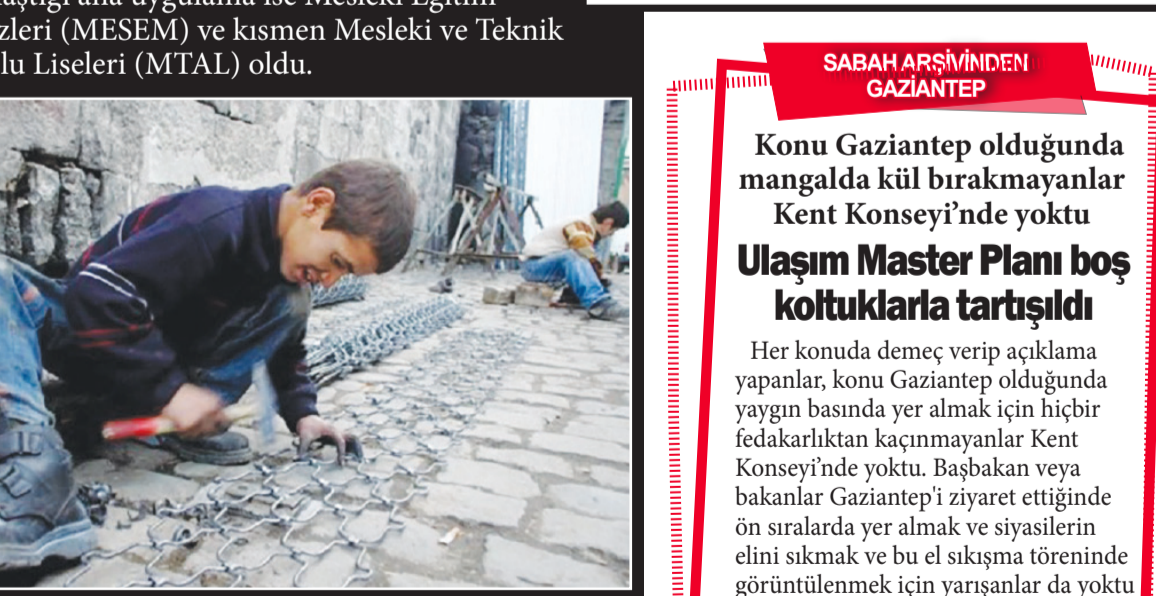 uygulama ise Mesleki Eğitim
(MESEM) ve kısmen Mesleki ve Teknik
Liseleri (MTAL) oldu.
SABAH ARŞİVİNDEN
GAZİANTEP
Konu Gaziantep olduğunda
mangalda kül bırakmayanlar
Kent Konseyi’nde yoktu
Ulaşım Master Planı boş
koltuklarla tartışıldı
Her konuda demeç verip açıklama
yapanlar, konu Gaziantep olduğunda
yaygın basında yer almak için hiçbir
fedakarlıktan kaçınmayanlar Kent
Konseyi’nde yoktu. Başbakan veya
bakanlar Gaziantep'i ziyaret ettiğinde
ön sıralarda yer almak ve siyasilerin
elini sıkmak ve bu el sıkışma töreninde
görüntülenmek için yarışanlar da yoktu